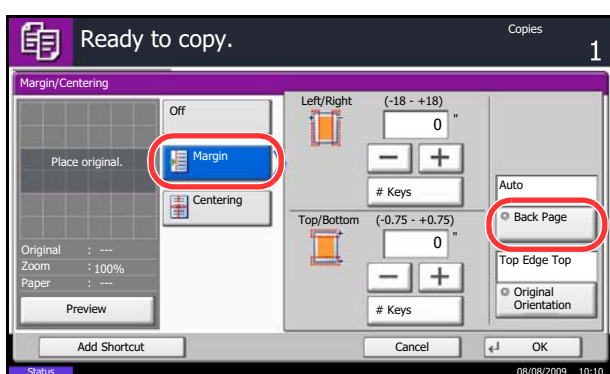 Ready to copy.
Copies
1
Margin/Centering
Place original.
Original : ---
Zoom : 100%
Paper : ---
Preview
Off
Margin
Centering
Left/Right (-18 - +18)
0 "
# Keys
Top/Bottom (-0.75 - +0.75)
0 "
# Keys
Auto
Back Page
Top Edge Top
Original
Orientation
Add Shortcut
Cancel
OK
Status 08/08/2009 10:10